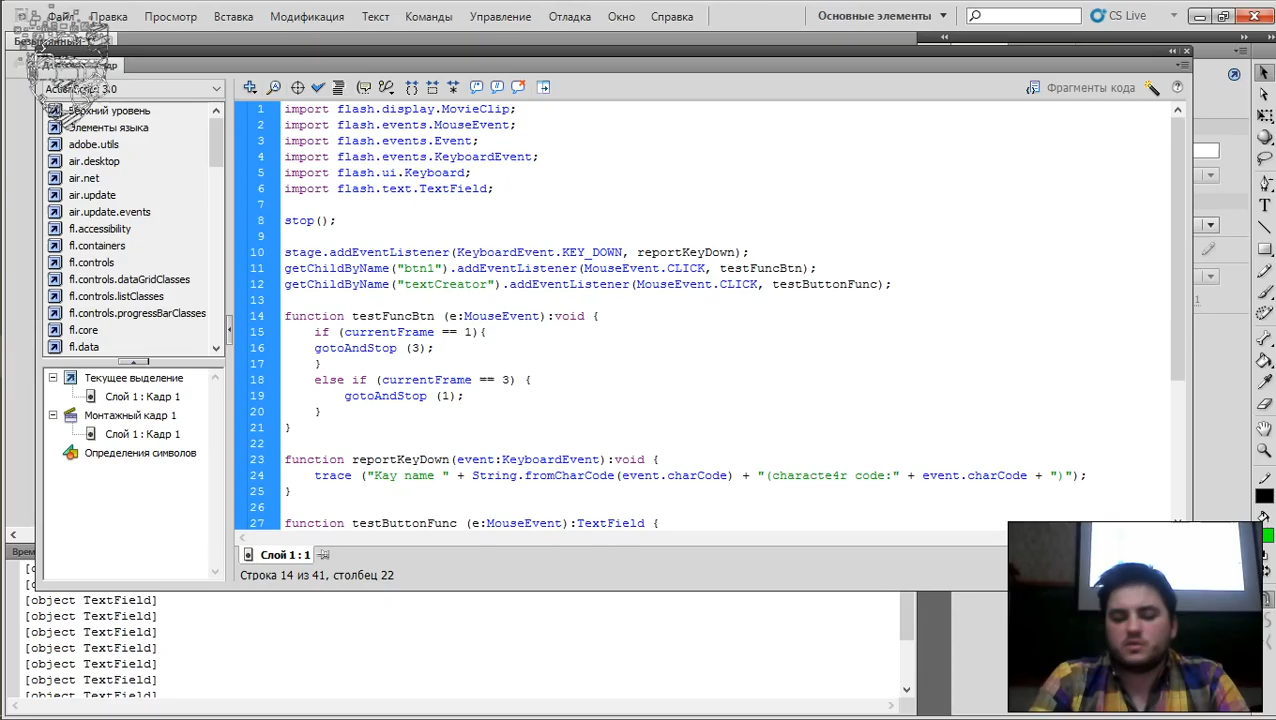 Файл Правка Просмотр Вставка Модификация Текст Команды Управление Отладка Окно Справка
Основные элементы
CS Live
Фрагменты кода
Верхний уровень
Элементы языка
adobe.utils
air.desktop
air.net
air.update
air.update.events
fl.accessibility
fl.containers
fl.controls
fl.controls.dataGridClasses
fl.controls.listClasses
fl.controls.progressBarClasses
fl.core
fl.data
Текущее выделение
Слой 1 : Кадр 1
Монтажный кадр 1
Слой 1 : Кадр 1
Определения символов
1 import flash.display.MovieClip;
2 import flash.events.MouseEvent;
3 import flash.events.Event;
4 import flash.events.KeyboardEvent;
5 import flash.ui.Keyboard;
6 import flash.text.TextField;
7
8 stop();
9
10 stage.addEventListener(KeyboardEvent.KEY_DOWN, reportKeyDown);
11 getChildByName("btn1").addEventListener(MouseEvent.CLICK, testFuncBtn);
12 getChildByName("textCreator").addEventListener(MouseEvent.CLICK, testButtonFunc);
13
14 function testFuncBtn (e:MouseEvent):void {
15 if (currentFrame == 1){
16 gotoAndStop (3);
17 }
18 else if (currentFrame == 3) {
19 gotoAndStop (1);
20 }
21 }
22
23 function reportKeyDown(event:KeyboardEvent):void {
24 trace ("Kay name " + String.fromCharCode(event.charCode) + "(characte4r code:" + event.charCode + ")");
25 }
26
27 function testButtonFunc (e:MouseEvent):TextField {
Слой 1 : 1
Строка 14 из 41, столбец 22
[object TextField]
[object TextField]
[object TextField]
[object TextField]
[object TextField]
[object TextField]
[object TextField]